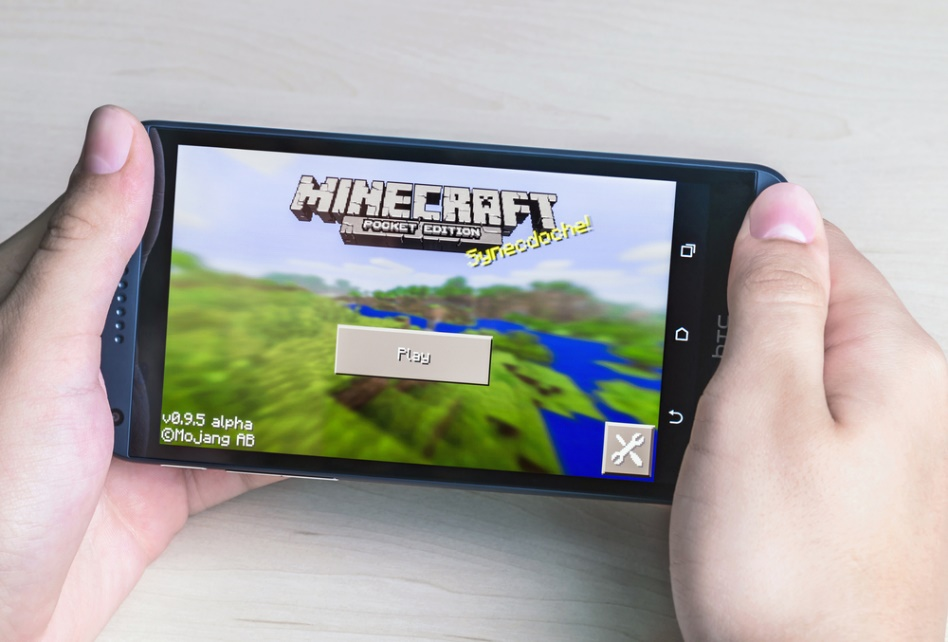 MINECRAFT
POCKET EDITION
Synecdoche!
Play
v0.9.5 alpha
©Mojang AB
hTC